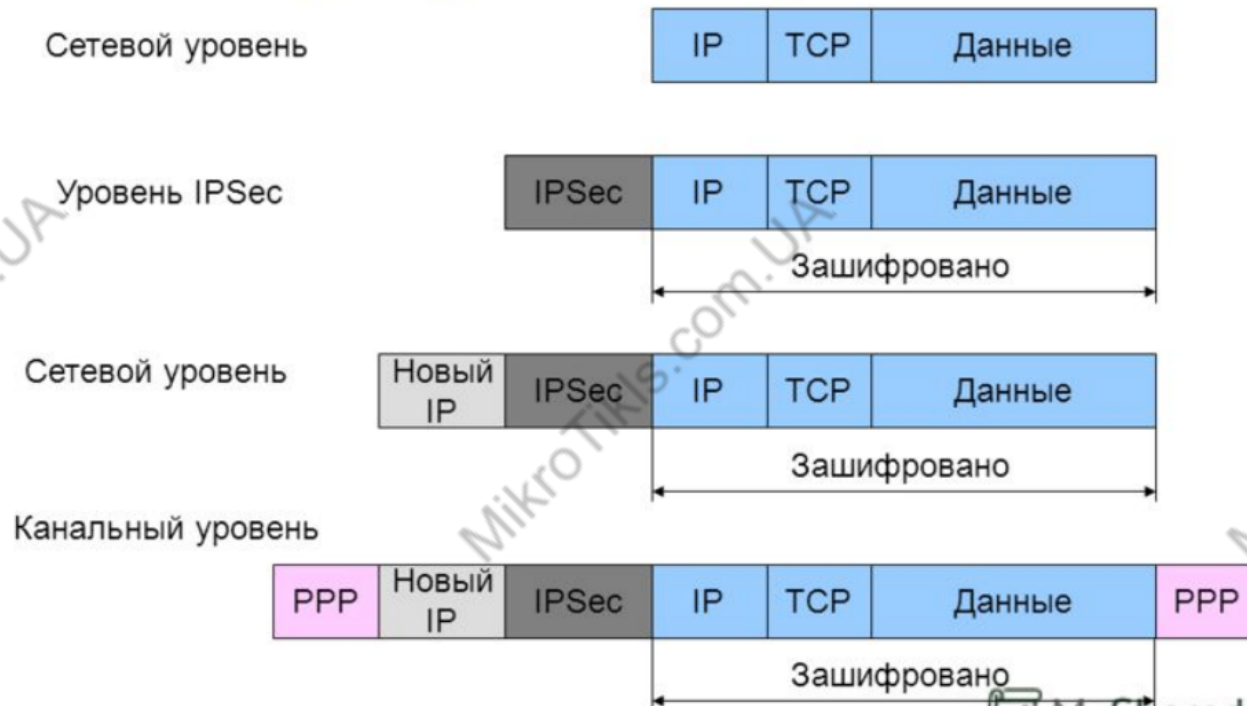 Сетевой уровень
IP TCP Данные
Уровень IPSec
IPSec IP TCP Данные
Зашифровано
Сетевой уровень
Новый IP IPSec IP TCP Данные
Зашифровано
Канальный уровень
PPP Новый IP IPSec IP TCP Данные PPP
Зашифровано
MikroTikls.com.UA
.UA